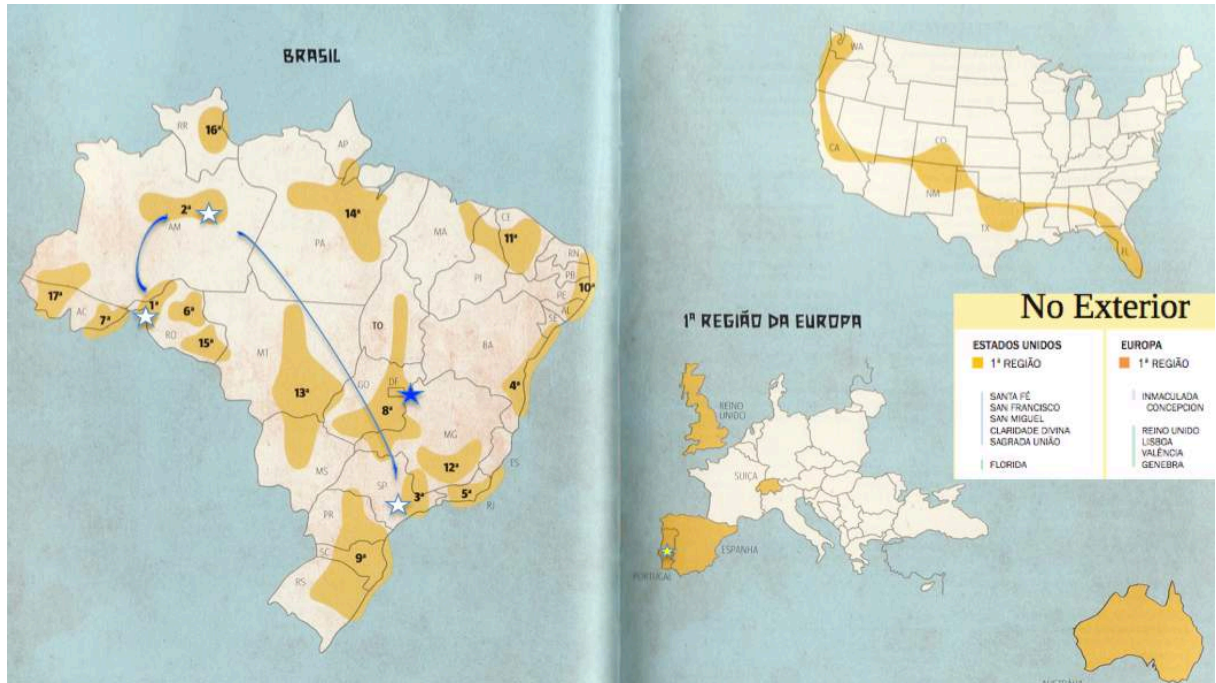 BRASIL
RR
16ª
AP
2ª
AM
14ª
PA
MA
CE
11ª
RN
PB
PE
10ª
AL
SE
PI
17ª
AC
7ª
1ª
6ª
RO
15ª
TO
BA
MT
13ª
GO
DF
4ª
8ª
MG
12ª
ES
MS
SP
3ª
5ª
RJ
PR
SC
9ª
RS
WA
CA
CO
NM
TX
FL
1ª REGIÃO DA EUROPA
REINO
UNIDO
SUIÇA
ESPANHA
PORTUGAL
No Exterior
ESTADOS UNIDOS
1ª REGIÃO
SANTA FÉ
SAN FRANCISCO
SAN MIGUEL
CLARIDADE DIVINA
SAGRADA UNIÃO
FLORIDA
EUROPA
1ª REGIÃO
INMACULADA
CONCEPCION
REINO UNIDO
LISBOA
VALÊNCIA
GENEBRA
AUSTRÁLIA